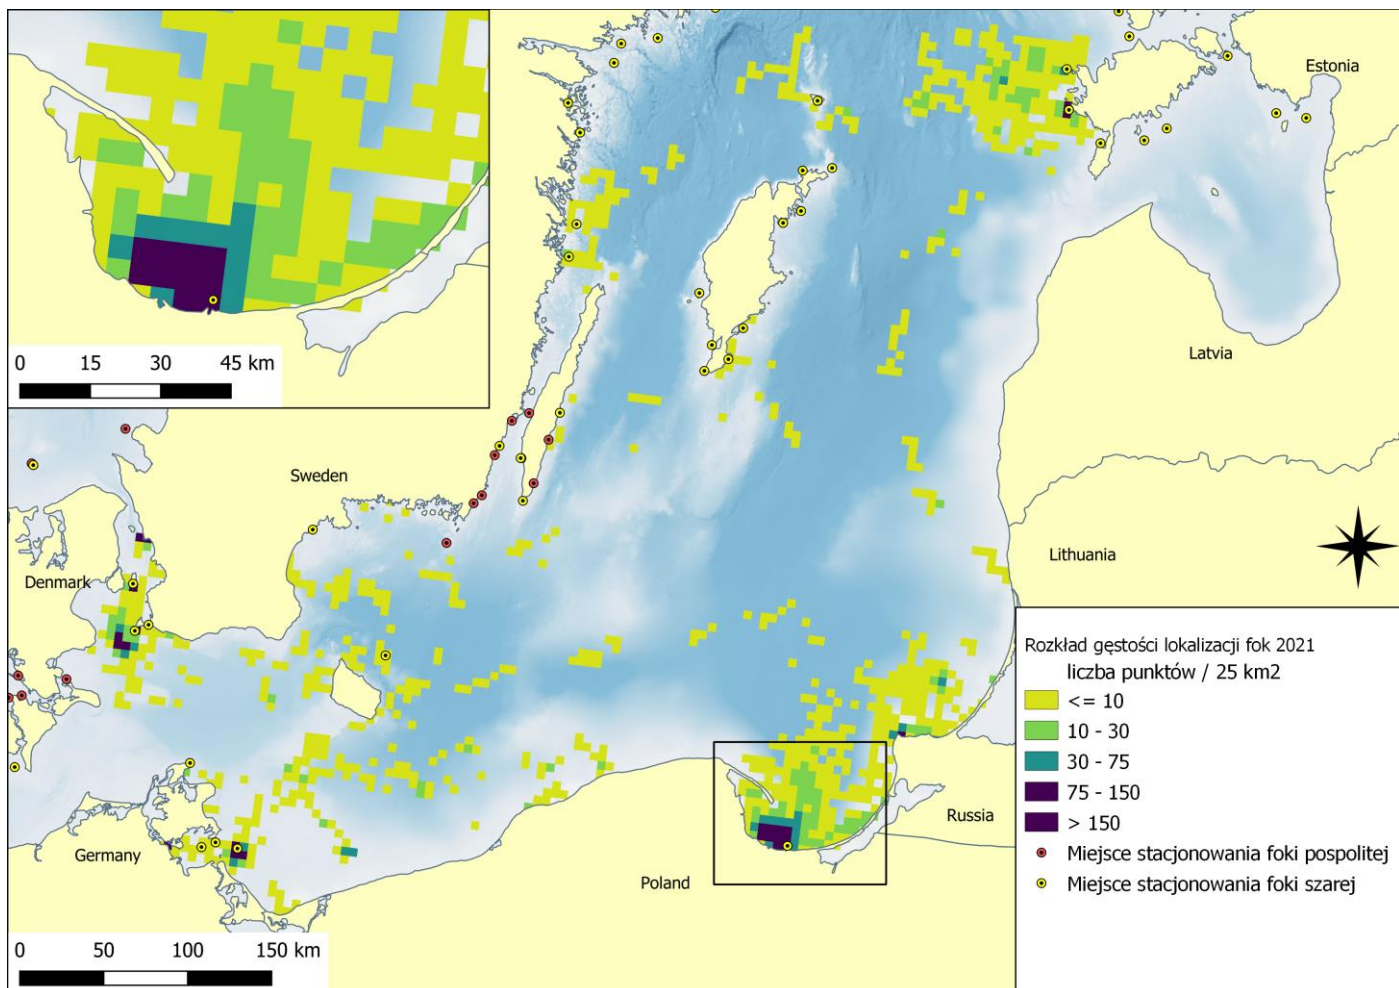 0 15 30 45 km
Estonia
Latvia
Sweden
Lithuania
Denmark
Russia
Germany
Poland
0 50 100 150 km
Rozkład gęstości lokalizacji fok 2021
liczba punktów / 25 km2
<= 10
10 - 30
30 - 75
75 - 150
> 150
Miejsce stacjonowania foki pospolitej
Miejsce stacjonowania foki szarej